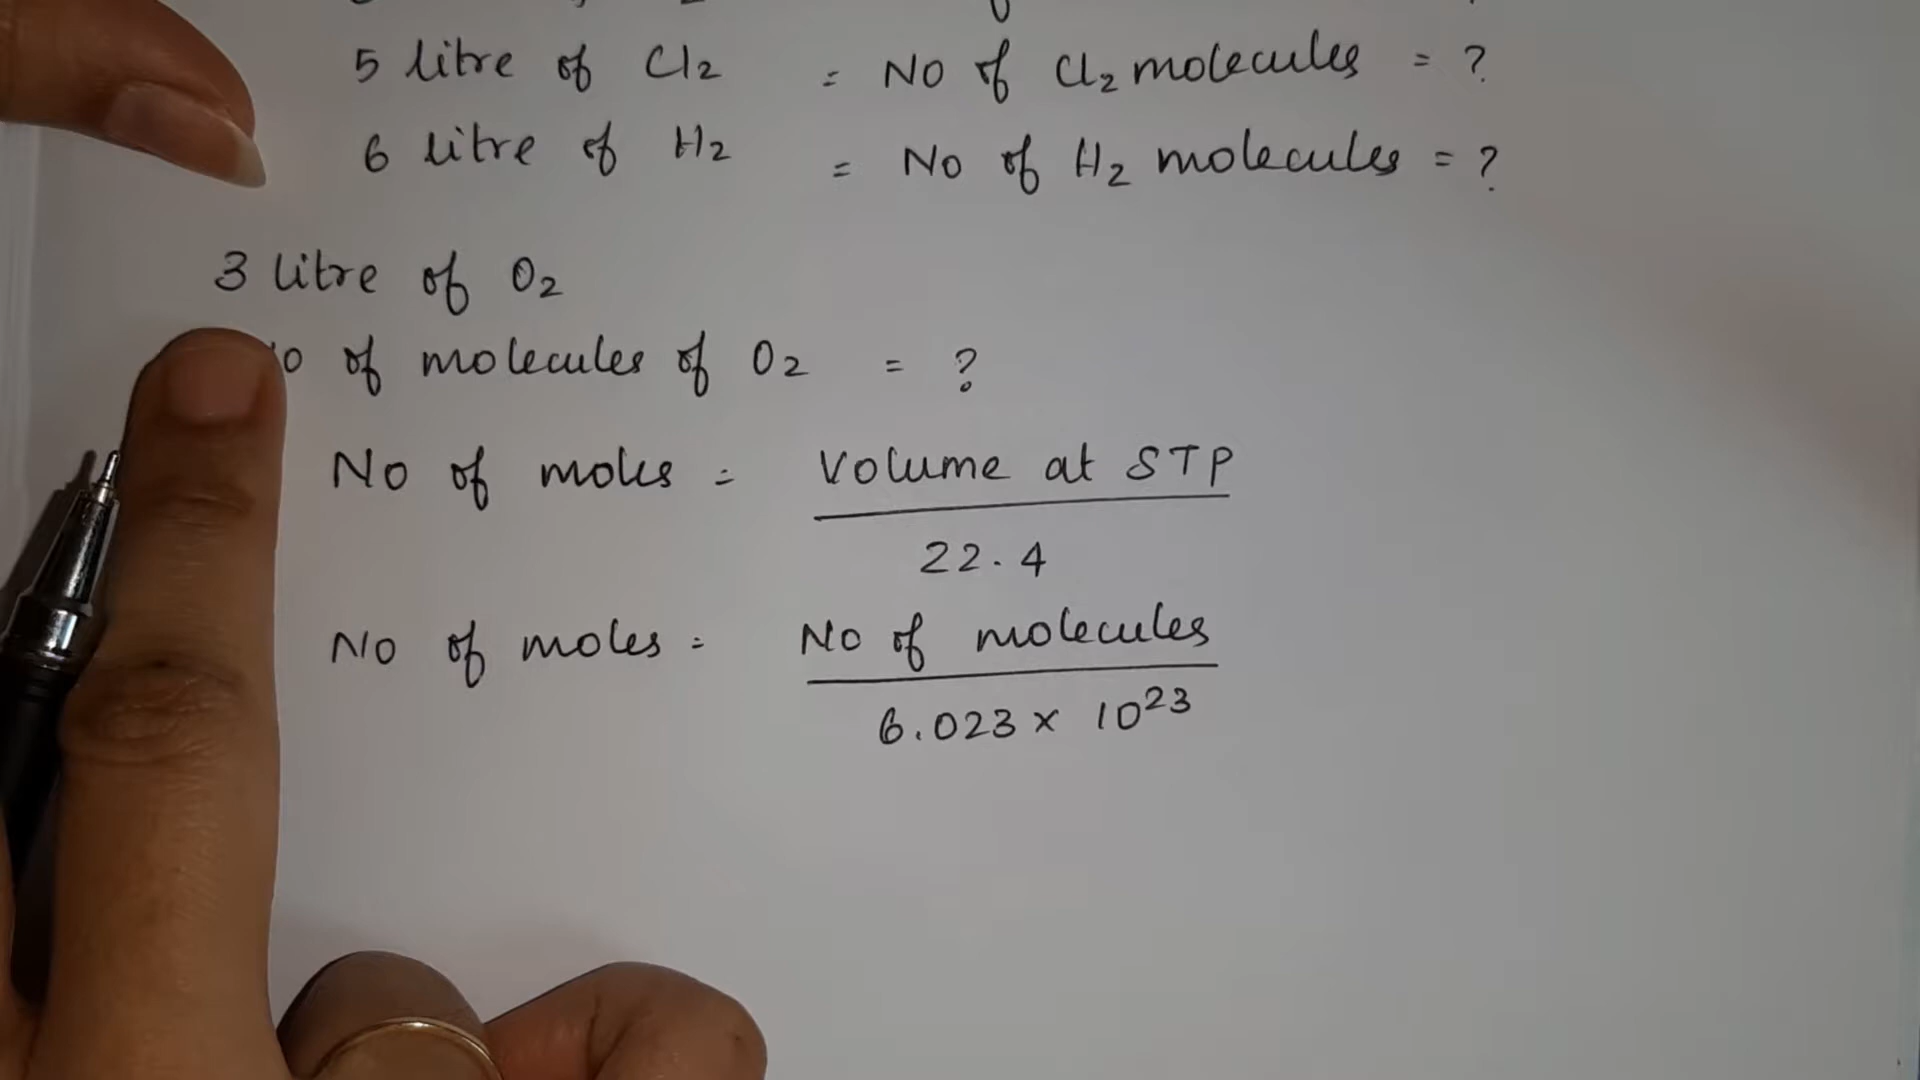 5 litre of Cl2 = No of Cl2 molecules = ?
6 litre of H2 = No of H2 molecules = ?
3 litre of O2
of molecules of O2 = ?
No of moles = Volume at STP
22.4
No of moles = No of molecules
6.023 x 10²³